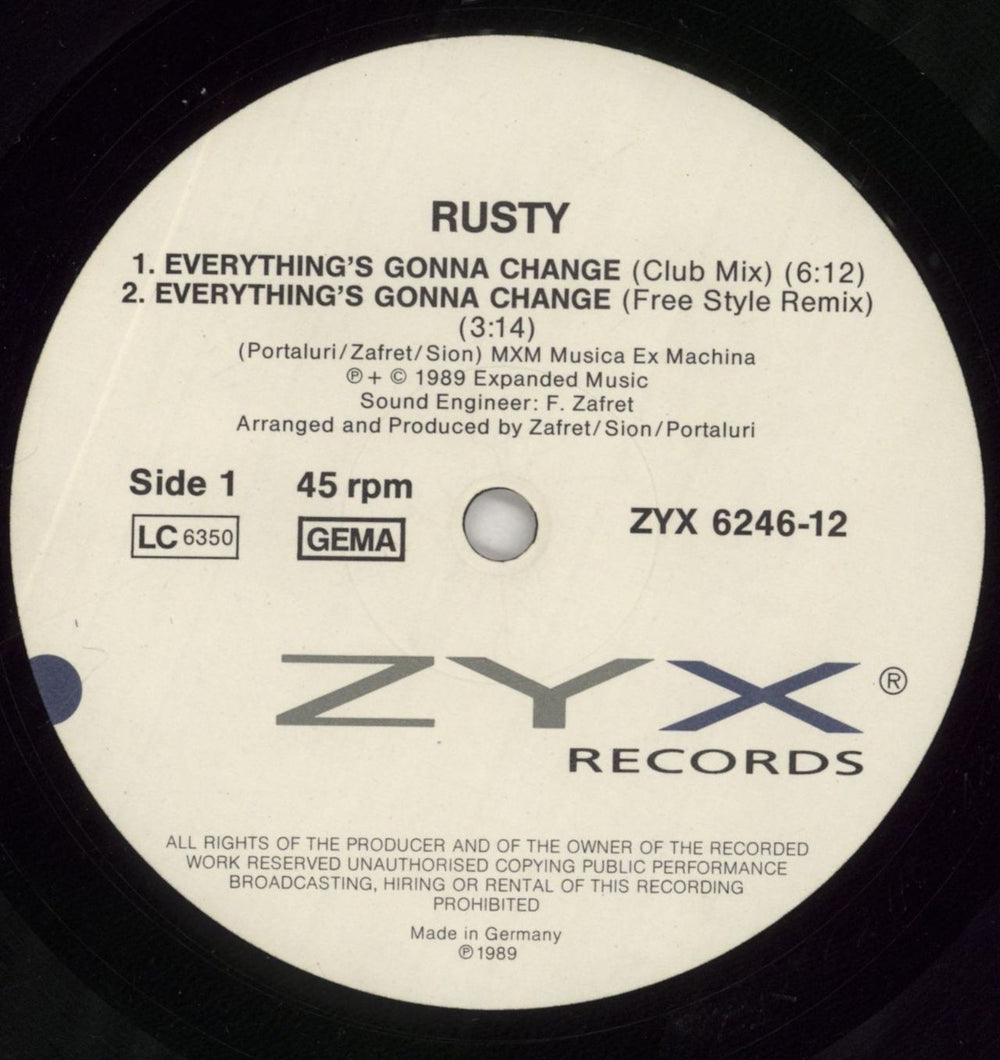 RUSTY
1. EVERYTHING'S GONNA CHANGE (Club Mix) (6:12)
2. EVERYTHING'S GONNA CHANGE (Free Style Remix)
(3:14)
(Portaluri/Zafret/Sion) MXM Musica Ex Machina
℗ + © 1989 Expanded Music
Sound Engineer: F. Zafret
Arranged and Produced by Zafret/Sion/Portaluri
Side 1 45 rpm
ZYX 6246-12
LC 6350 GEMA
ZYX ®
RECORDS
ALL RIGHTS OF THE PRODUCER AND OF THE OWNER OF THE RECORDED
WORK RESERVED UNAUTHORISED COPYING PUBLIC PERFORMANCE
BROADCASTING, HIRING OR RENTAL OF THIS RECORDING
PROHIBITED
Made in Germany
℗ 1989